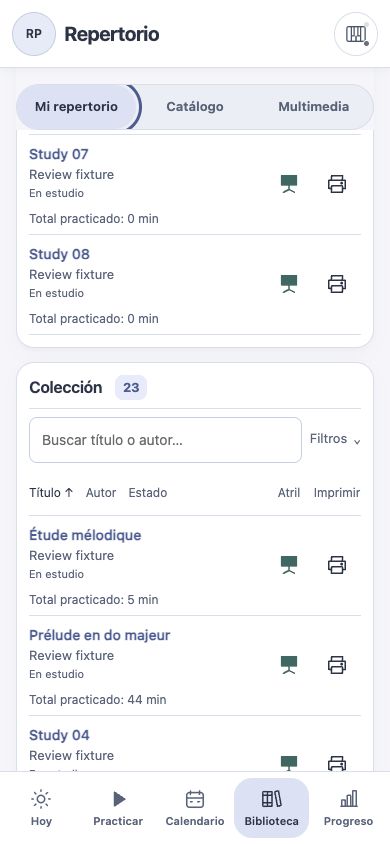 RP Repertorio
Mi repertorio Catálogo Multimedia
Study 07
Review fixture
En estudio
Total practicado: 0 min
Study 08
Review fixture
En estudio
Total practicado: 0 min
Colección 23
Buscar título o autor...
Filtros
Título ↑ Autor Estado Atril Imprimir
Étude mélodique
Review fixture
En estudio
Total practicado: 5 min
Prélude en do majeur
Review fixture
En estudio
Total practicado: 44 min
Study 04
Review fixture
Hoy Practicar Calendario Biblioteca Progreso